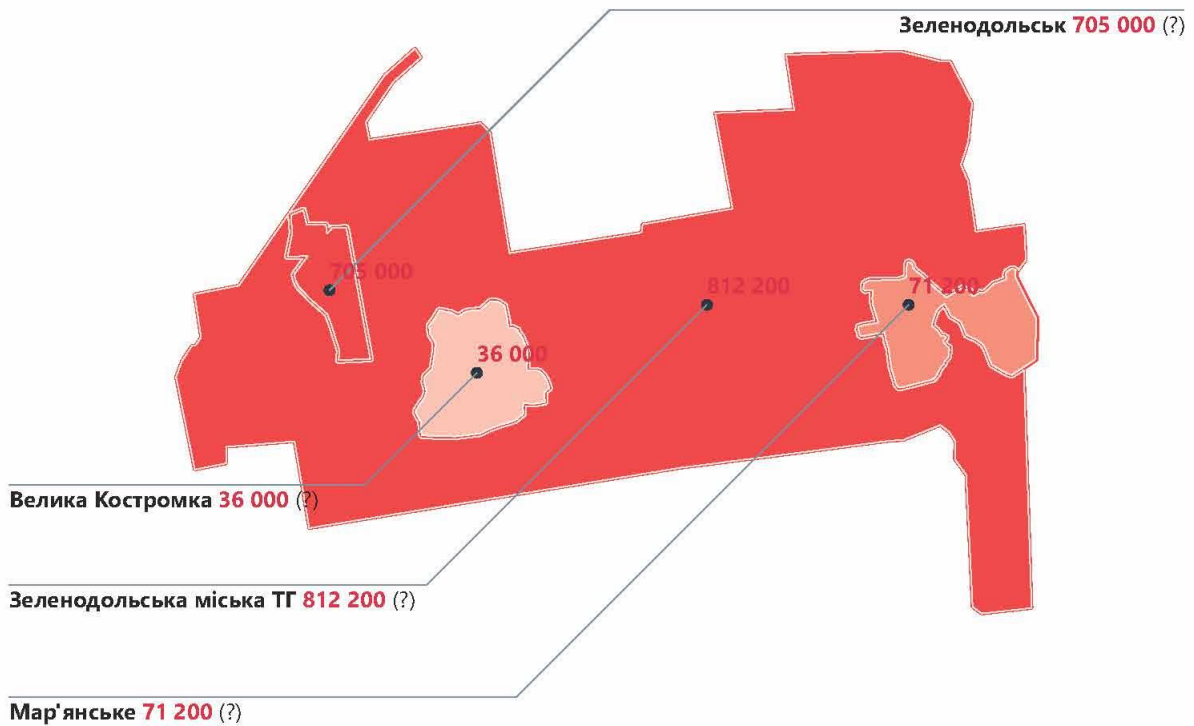 Зеленодольськ 705 000 (?)
705 000
812 200
71 200
36 000
Велика Костромка 36 000 (?)
Зеленодольська міська ТГ 812 200 (?)
Мар'янське 71 200 (?)